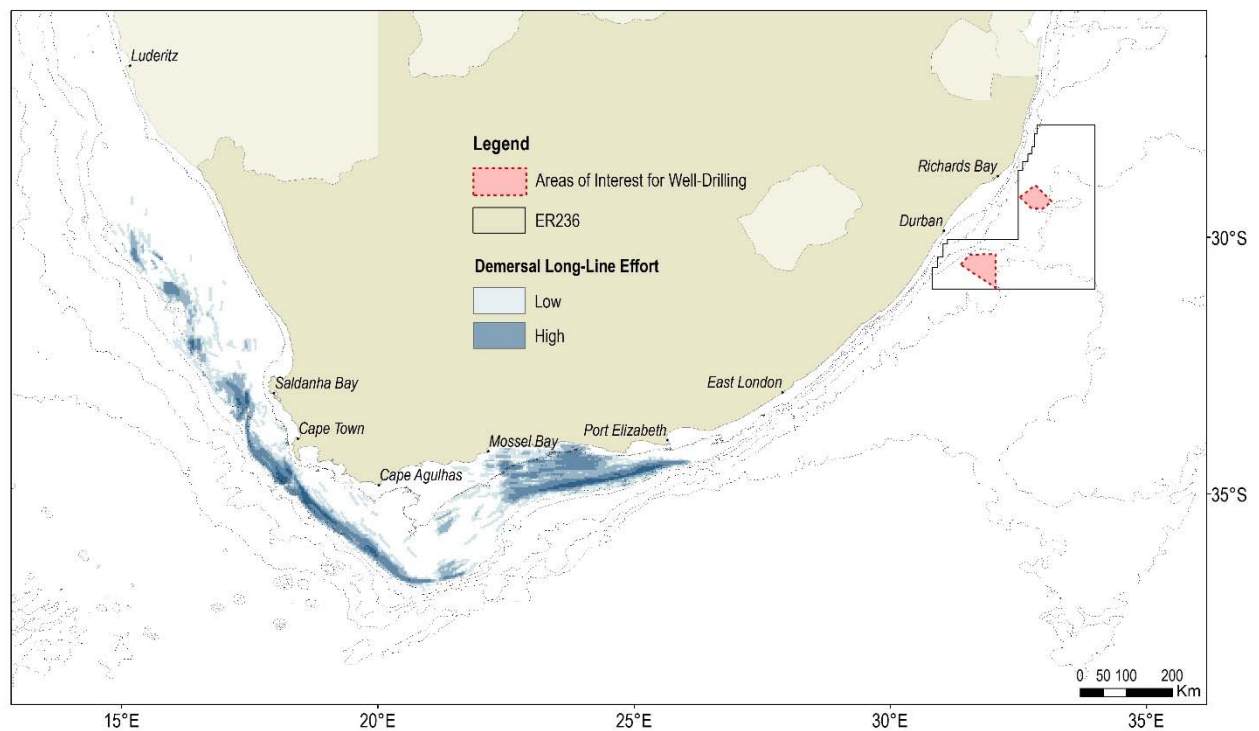 Luderitz
Legend
Areas of Interest for Well-Drilling
ER236
Demersal Long-Line Effort
Low
High
Richards Bay
Durban
30°S
Saldanha Bay
East London
Cape Town
Mossel Bay
Port Elizabeth
Cape Agulhas
35°S
0 50 100 200
Km
15°E 20°E 25°E 30°E 35°E